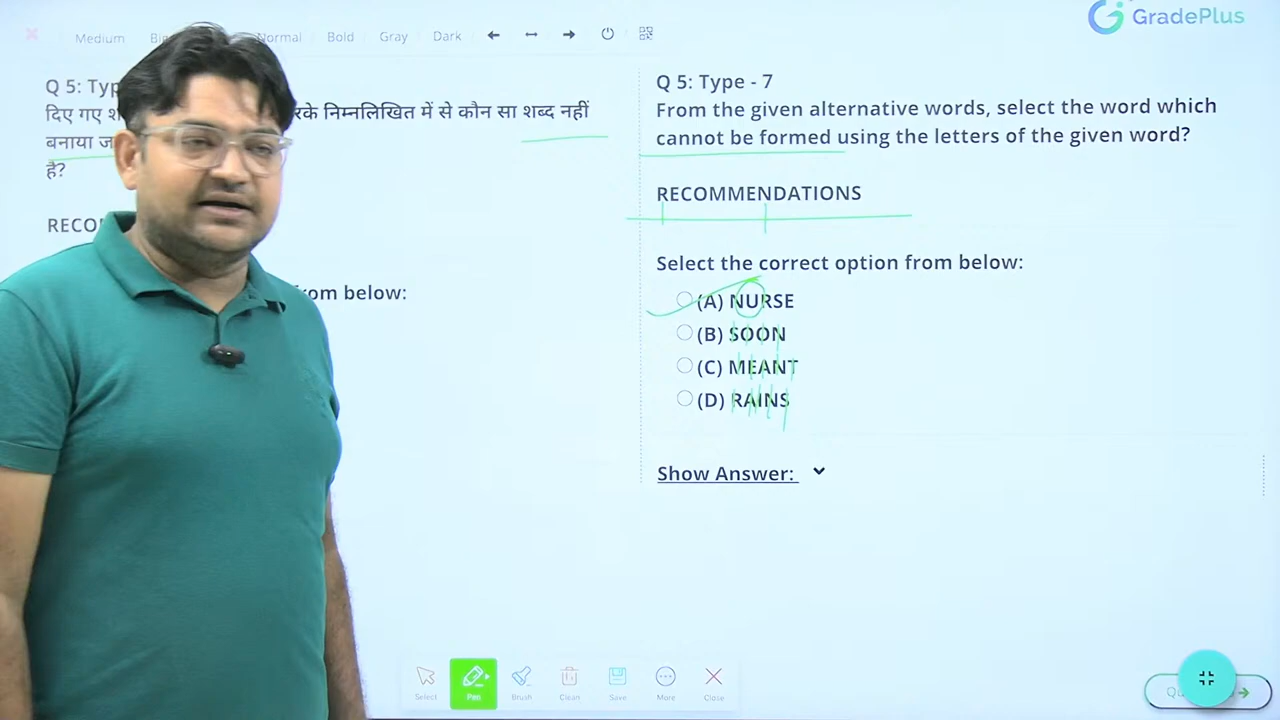 GradePlus
Medium Normal Bold Gray Dark
Q 5: Typ
दिए गए रके निम्नलिखित में से कौन सा शब्द नहीं
बनाया
है?
RECO
om below:
Q 5: Type - 7
From the given alternative words, select the word which
cannot be formed using the letters of the given word?
RECOMMENDATIONS
Select the correct option from below:
(A) NURSE
(B) SOON
(C) MEANT
(D) RAINS
Show Answer:
Select Pen Brush Clean Save More Close